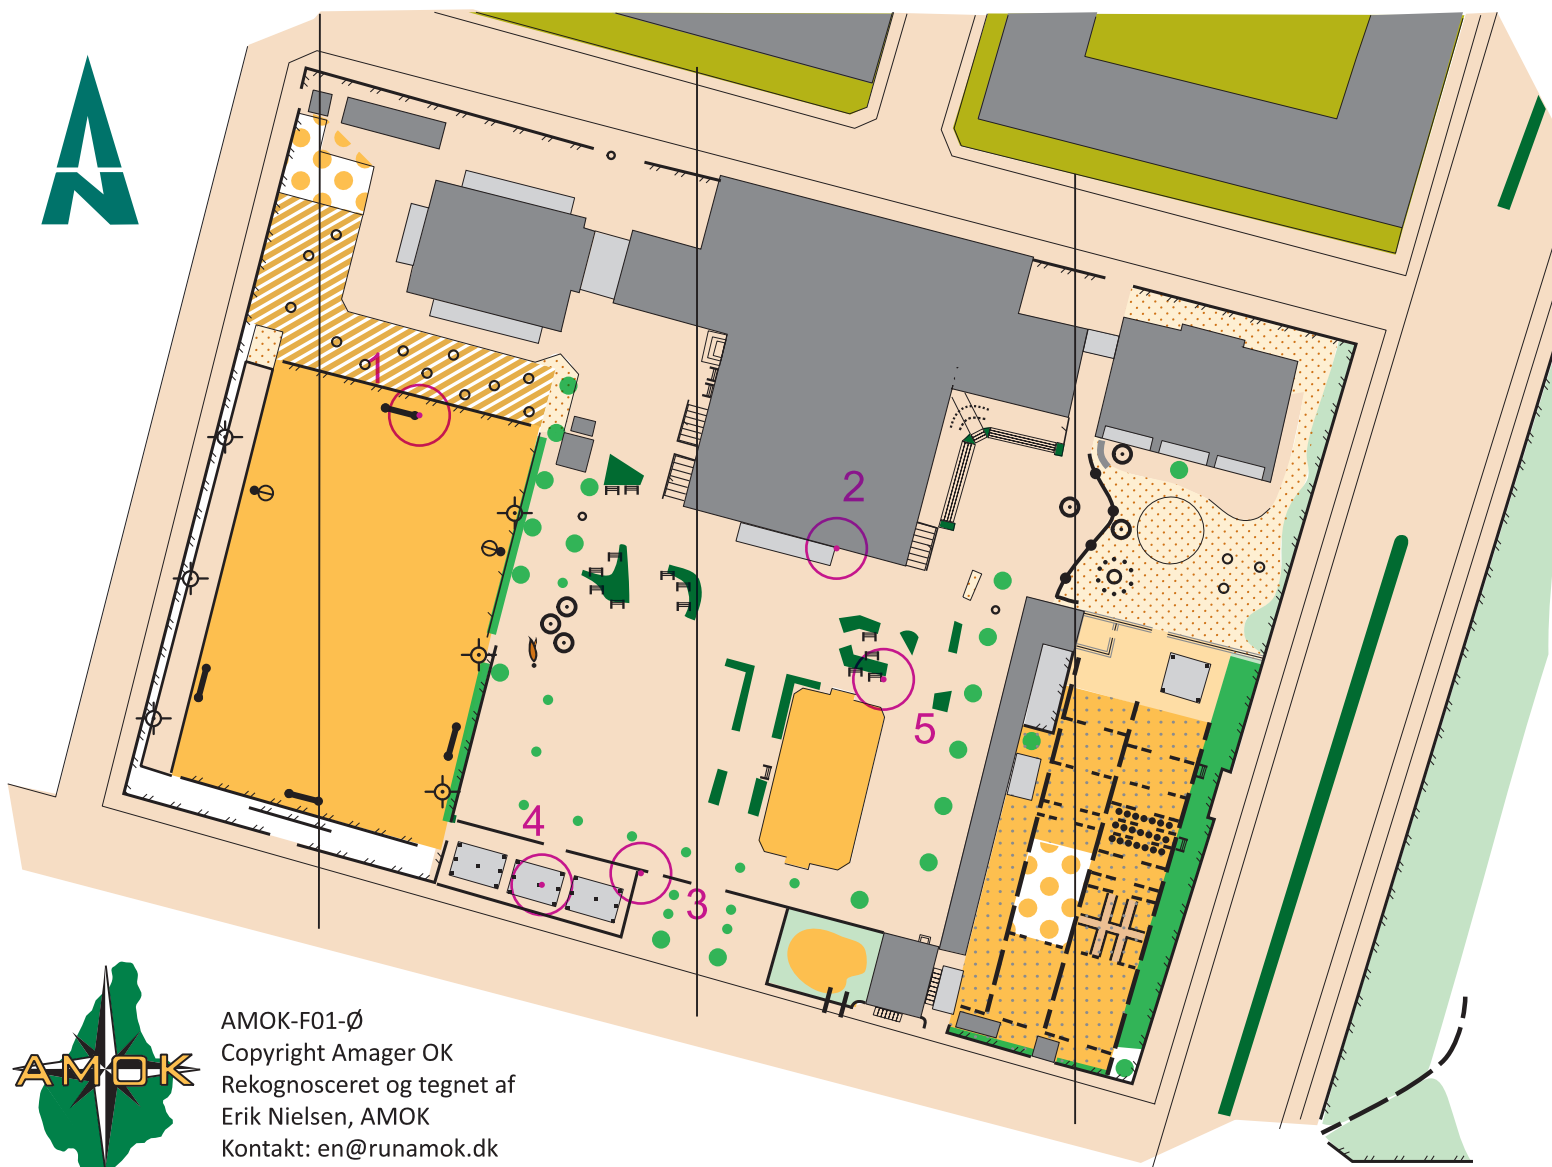 1
2
5
4
3
AMOK
AMOK-F01-Ø
Copyright Amager OK
Rekognosceret og tegnet af
Erik Nielsen, AMOK
Kontakt: en@runamok.dk